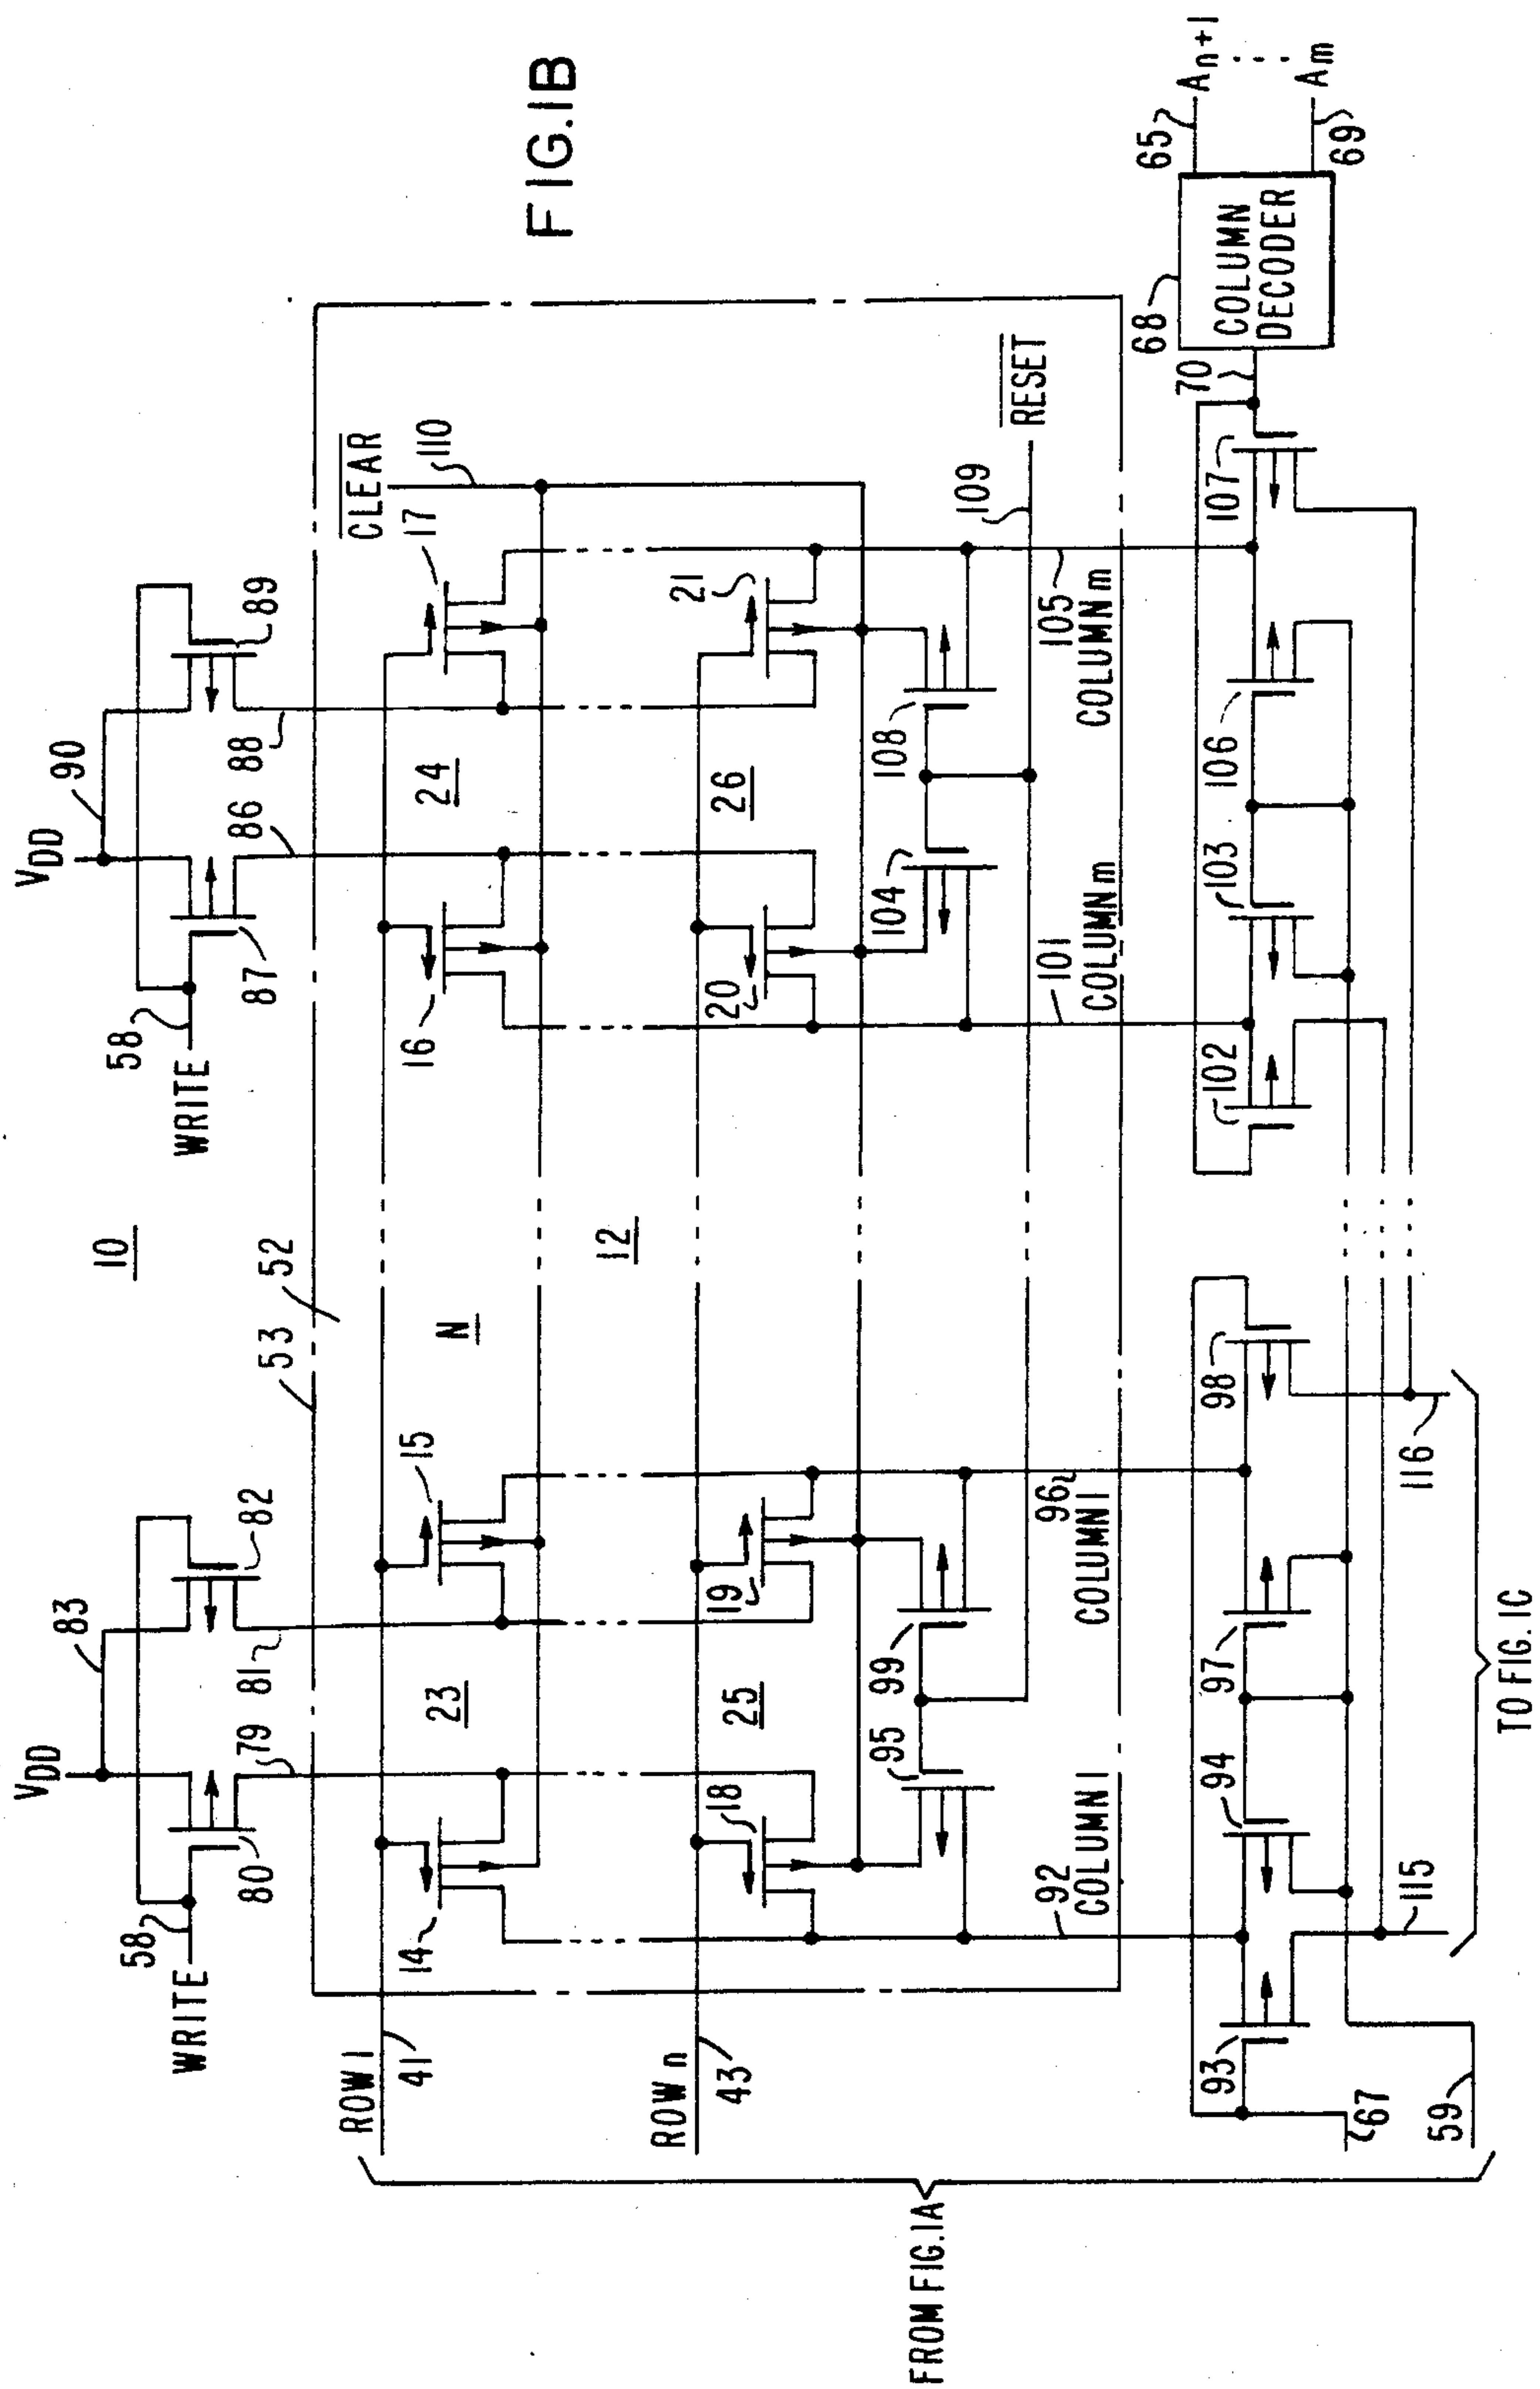 FIG.1B
10
VDD
83
VDD
90
58
WRITE
80
79
81
82
58
WRITE
87
86
88
89
53
52
ROW 1
41
14
23
15
N
16
24
17
CLEAR
110
12
ROW n
43
18
25
19
20
26
21
95
99
104
108
109
RESET
92
COLUMN 1
96
COLUMN 1
101
COLUMN m
105
COLUMN m
93
94
97
98
102
103
106
107
70
68
COLUMN
DECODER
65
An+1
Am
69
67
59
115
116
FROM FIG.1A
TO FIG. 1C